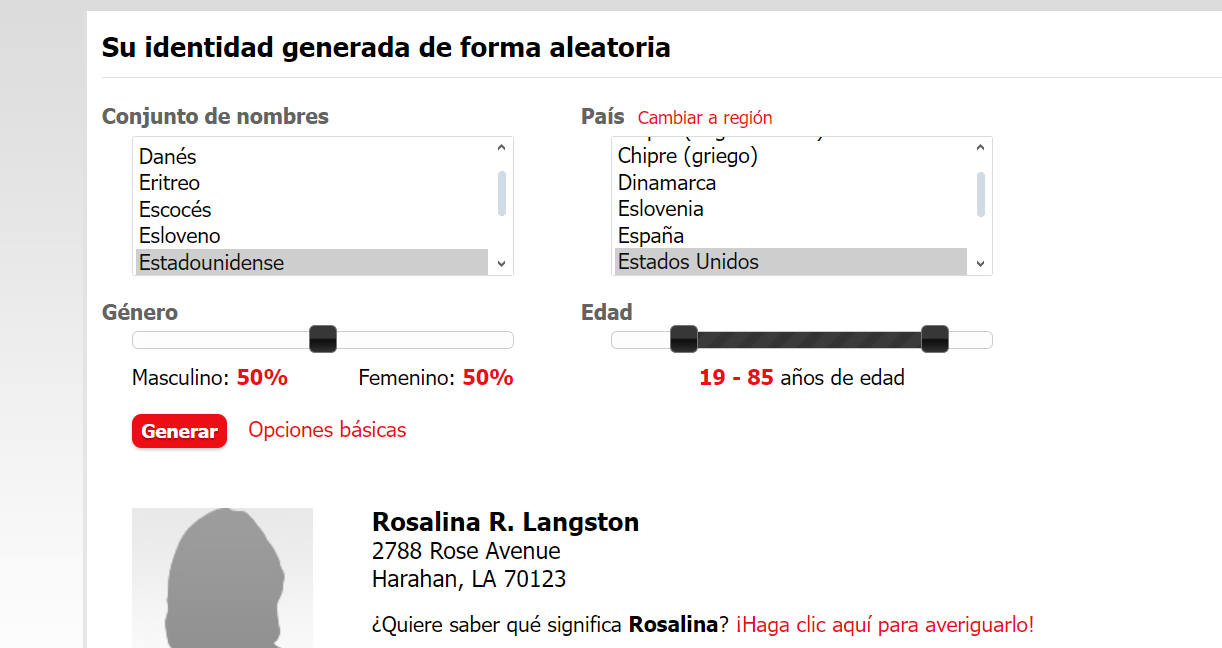 Su identidad generada de forma aleatoria
Conjunto de nombres
Danés
Eritreo
Escocés
Esloveno
Estadounidense
País Cambiar a región
Chipre (griego)
Dinamarca
Eslovenia
España
Estados Unidos
Género
Masculino: 50% Femenino: 50%
Edad
19 - 85 años de edad
Generar Opciones básicas
Rosalina R. Langston
2788 Rose Avenue
Harahan, LA 70123
¿Quiere saber qué significa Rosalina? ¡Haga clic aquí para averiguarlo!